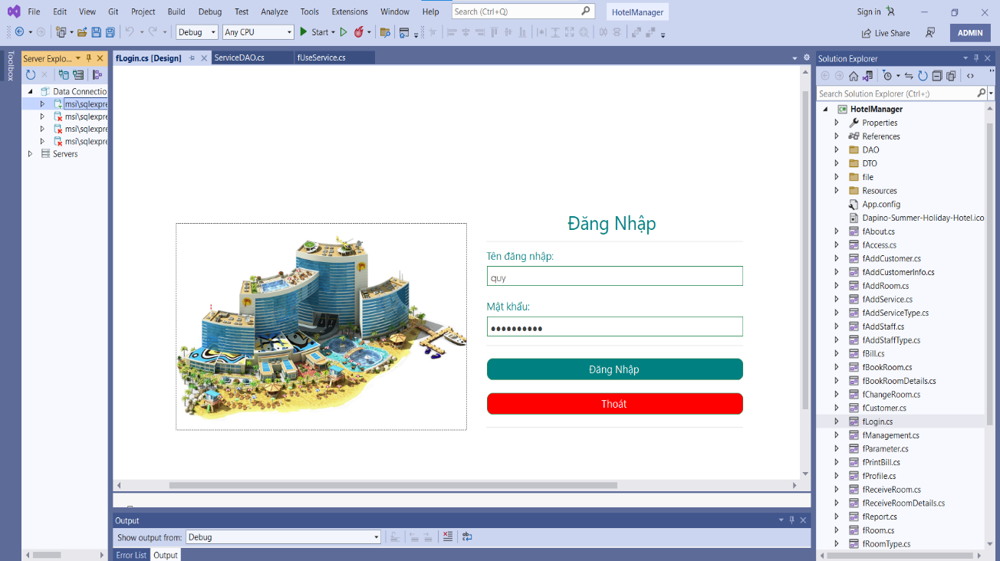 File Edit View Git Project Build Debug Test Analyze Tools Extensions Window Help Search (Ctrl+Q) HotelManager Sign in
Debug Any CPU Start Live Share ADMIN
Toolbox
Server Explo...
Data Connectio
msi\sqlexpre
msi\sqlexpre
msi\sqlexpre
msi\sqlexpre
Servers
fLogin.cs [Design] ServiceDAO.cs fUseService.cs
Đăng Nhập
Tên đăng nhập:
quy
Mật khẩu:
●●●●●●●●●●
Đăng Nhập
Thoát
Output
Show output from: Debug
Error List Output
Solution Explorer
Search Solution Explorer (Ctrl+;)
HotelManager
Properties
References
DAO
DTO
file
Resources
App.config
Dapino-Summer-Holiday-Hotel.ico
fAbout.cs
fAccess.cs
fAddCustomer.cs
fAddCustomerInfo.cs
fAddRoom.cs
fAddService.cs
fAddServiceType.cs
fAddStaff.cs
fAddStaffType.cs
fBill.cs
fBookRoom.cs
fBookRoomDetails.cs
fChangeRoom.cs
fCustomer.cs
fLogin.cs
fManagement.cs
fParameter.cs
fPrintBill.cs
fProfile.cs
fReceiveRoom.cs
fReceiveRoomDetails.cs
fReport.cs
fRoom.cs
fRoomType.cs